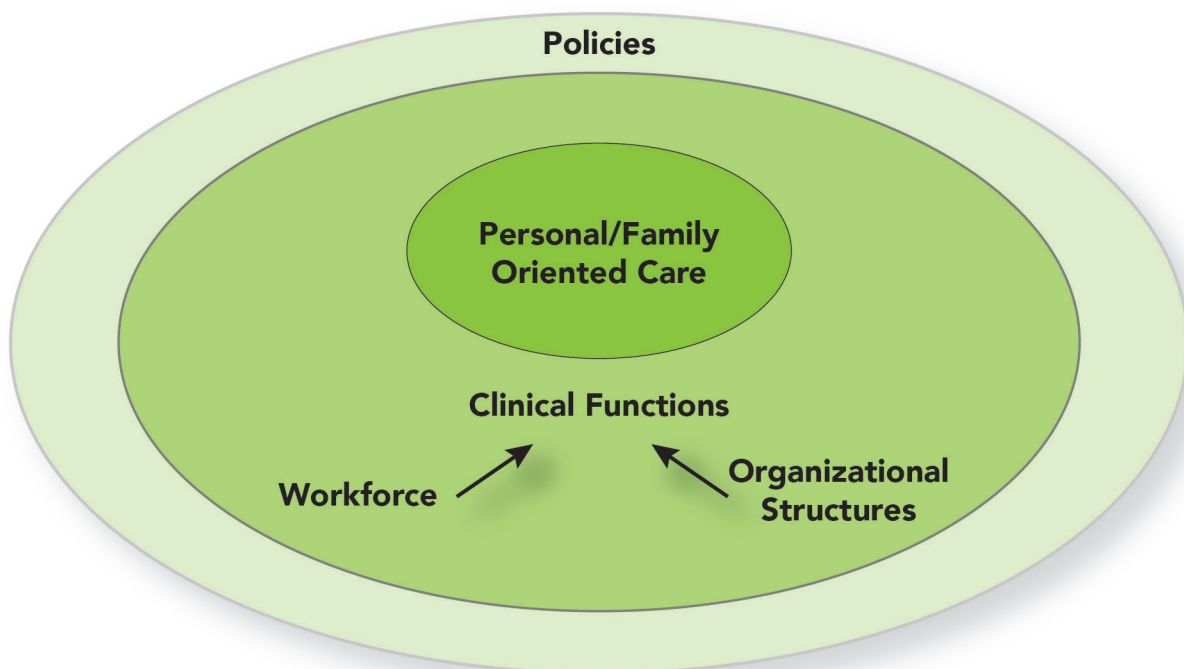 Policies
Personal/Family
Oriented Care
Clinical Functions
Workforce
Organizational
Structures